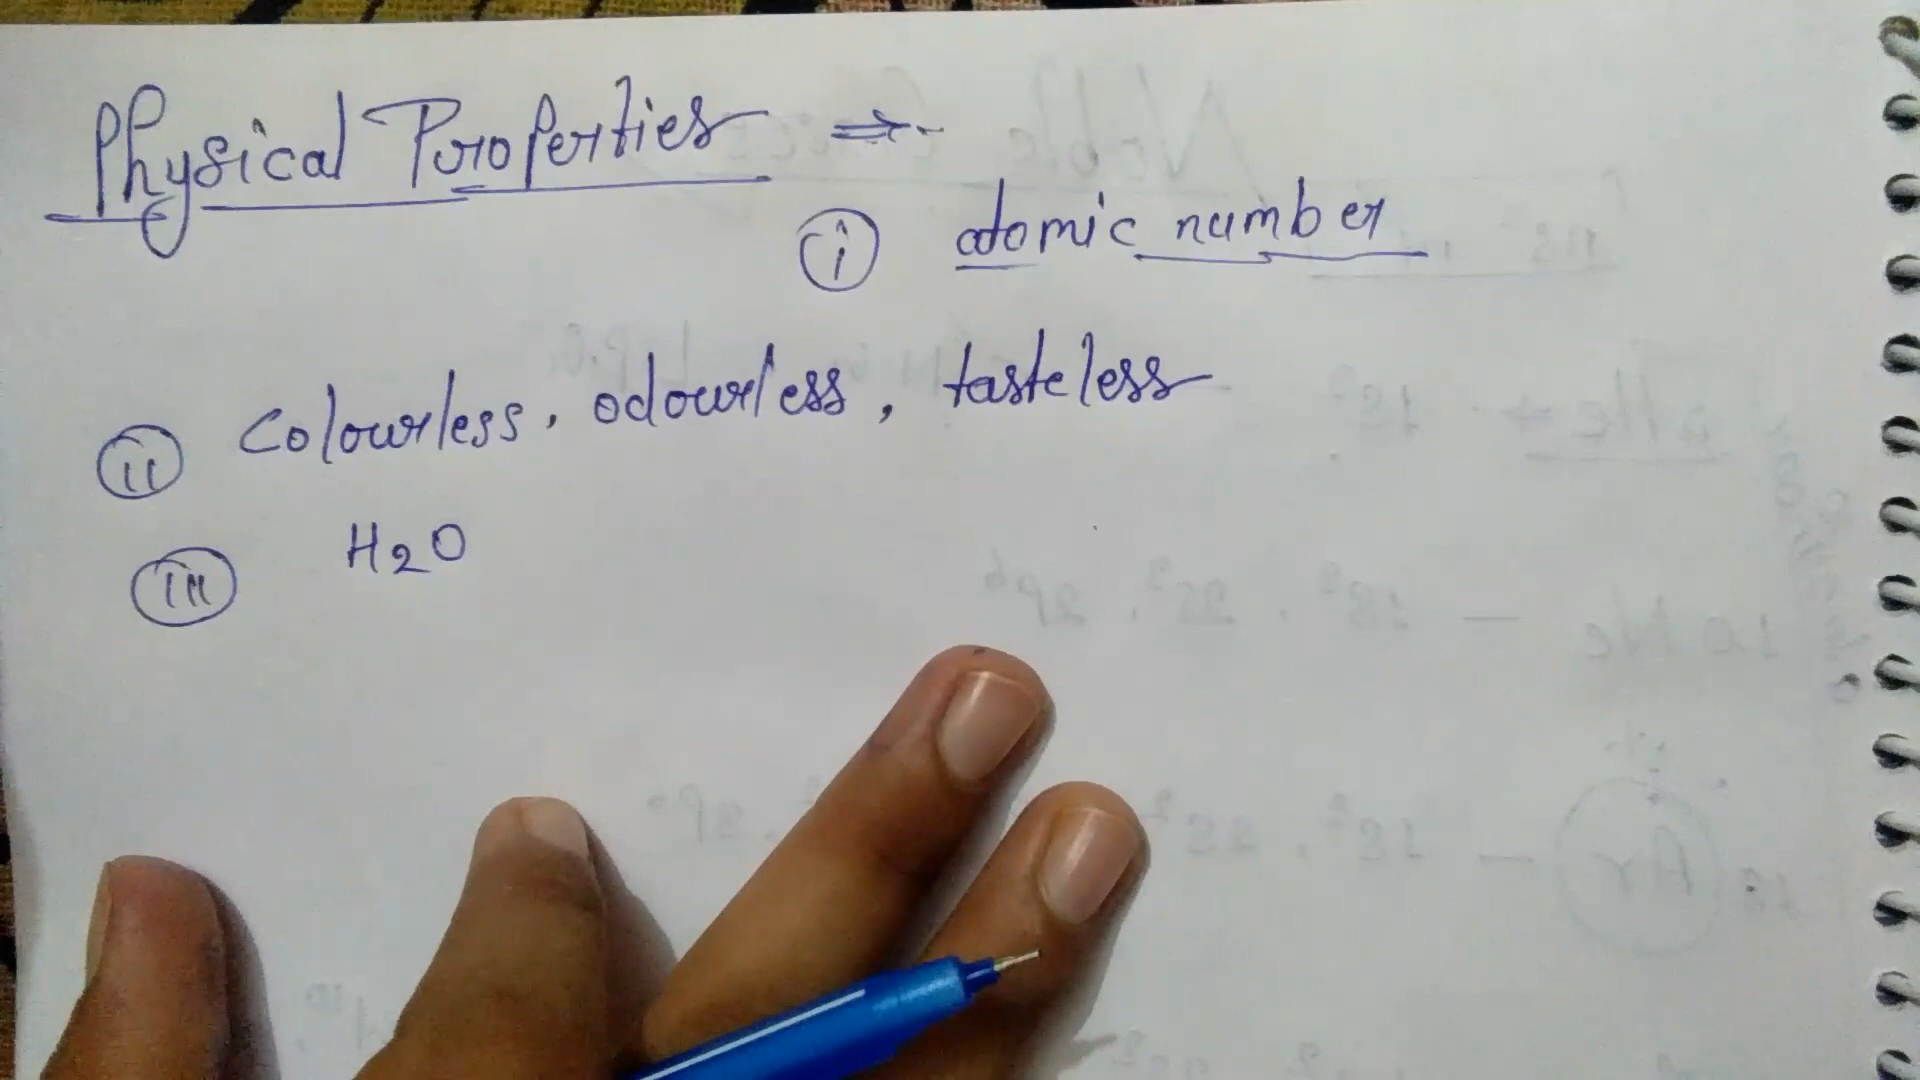 Physical Properties ⇒
(i) atomic number
(ii) Colourless, odourless, tasteless
(iii) H2O